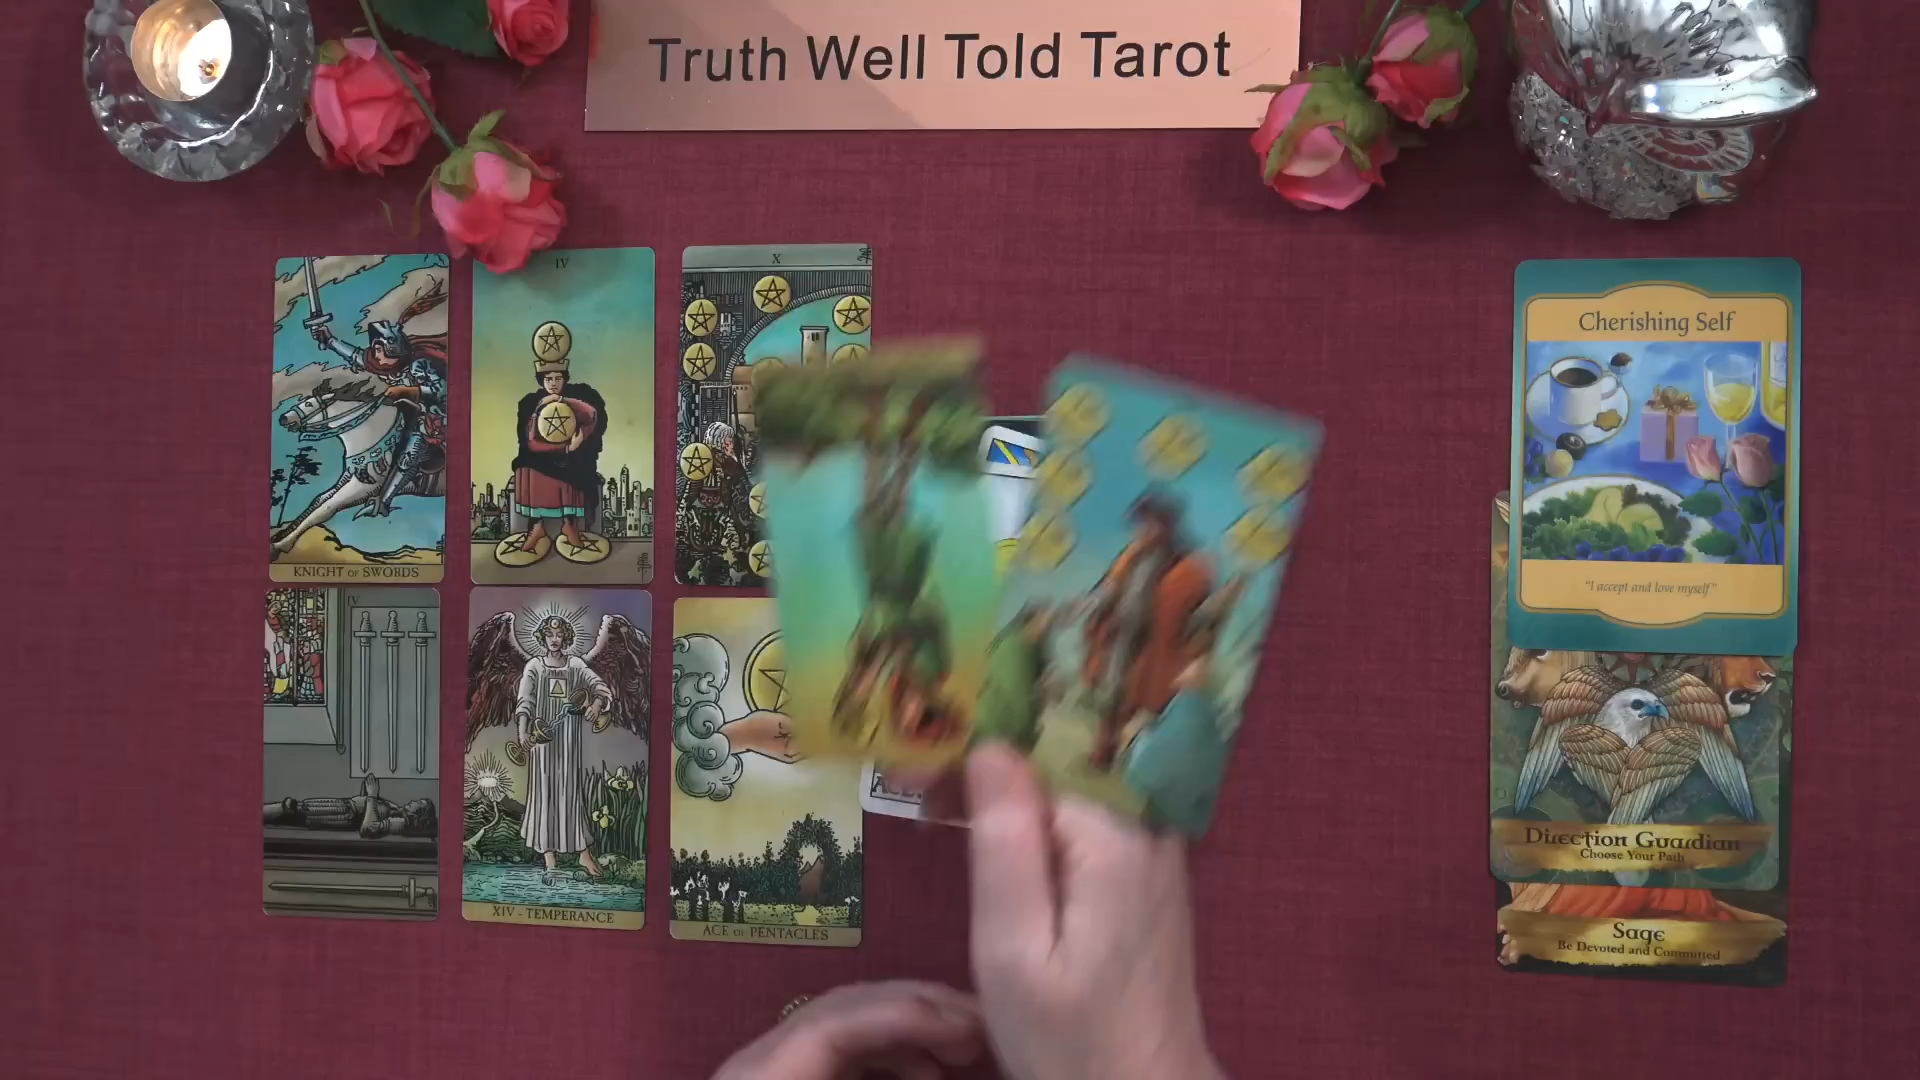 Truth Well Told Tarot
IV
X
KNIGHT OF SWORDS
IV
XIV - TEMPERANCE
ACE OF PENTACLES
Cherishing Self
"I accept and love myself"
Direction Guardian
Choose Your Path
Sage
Be Devoted and Committed